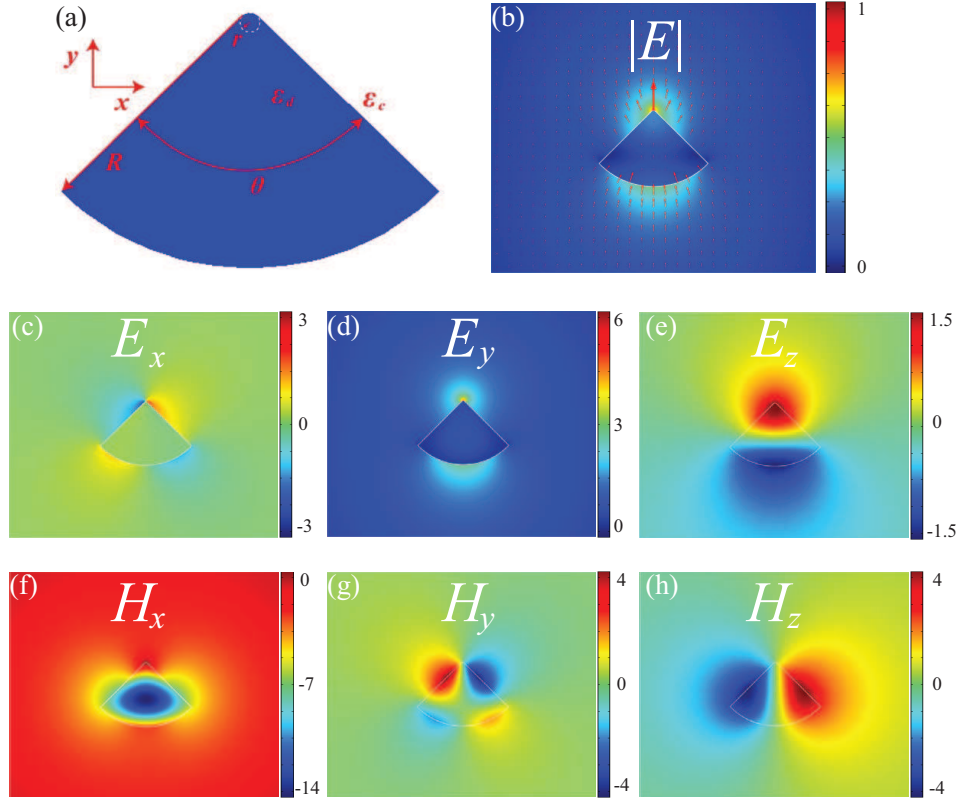 (a)
r
y
x
ε_d
ε_c
R
θ
(b)
|E|
1
0
(c)
E_x
3
0
-3
(d)
E_y
6
3
0
(e)
E_z
1.5
0
-1.5
(f)
H_x
0
-7
-14
(g)
H_y
4
0
-4
(h)
H_z
4
0
-4